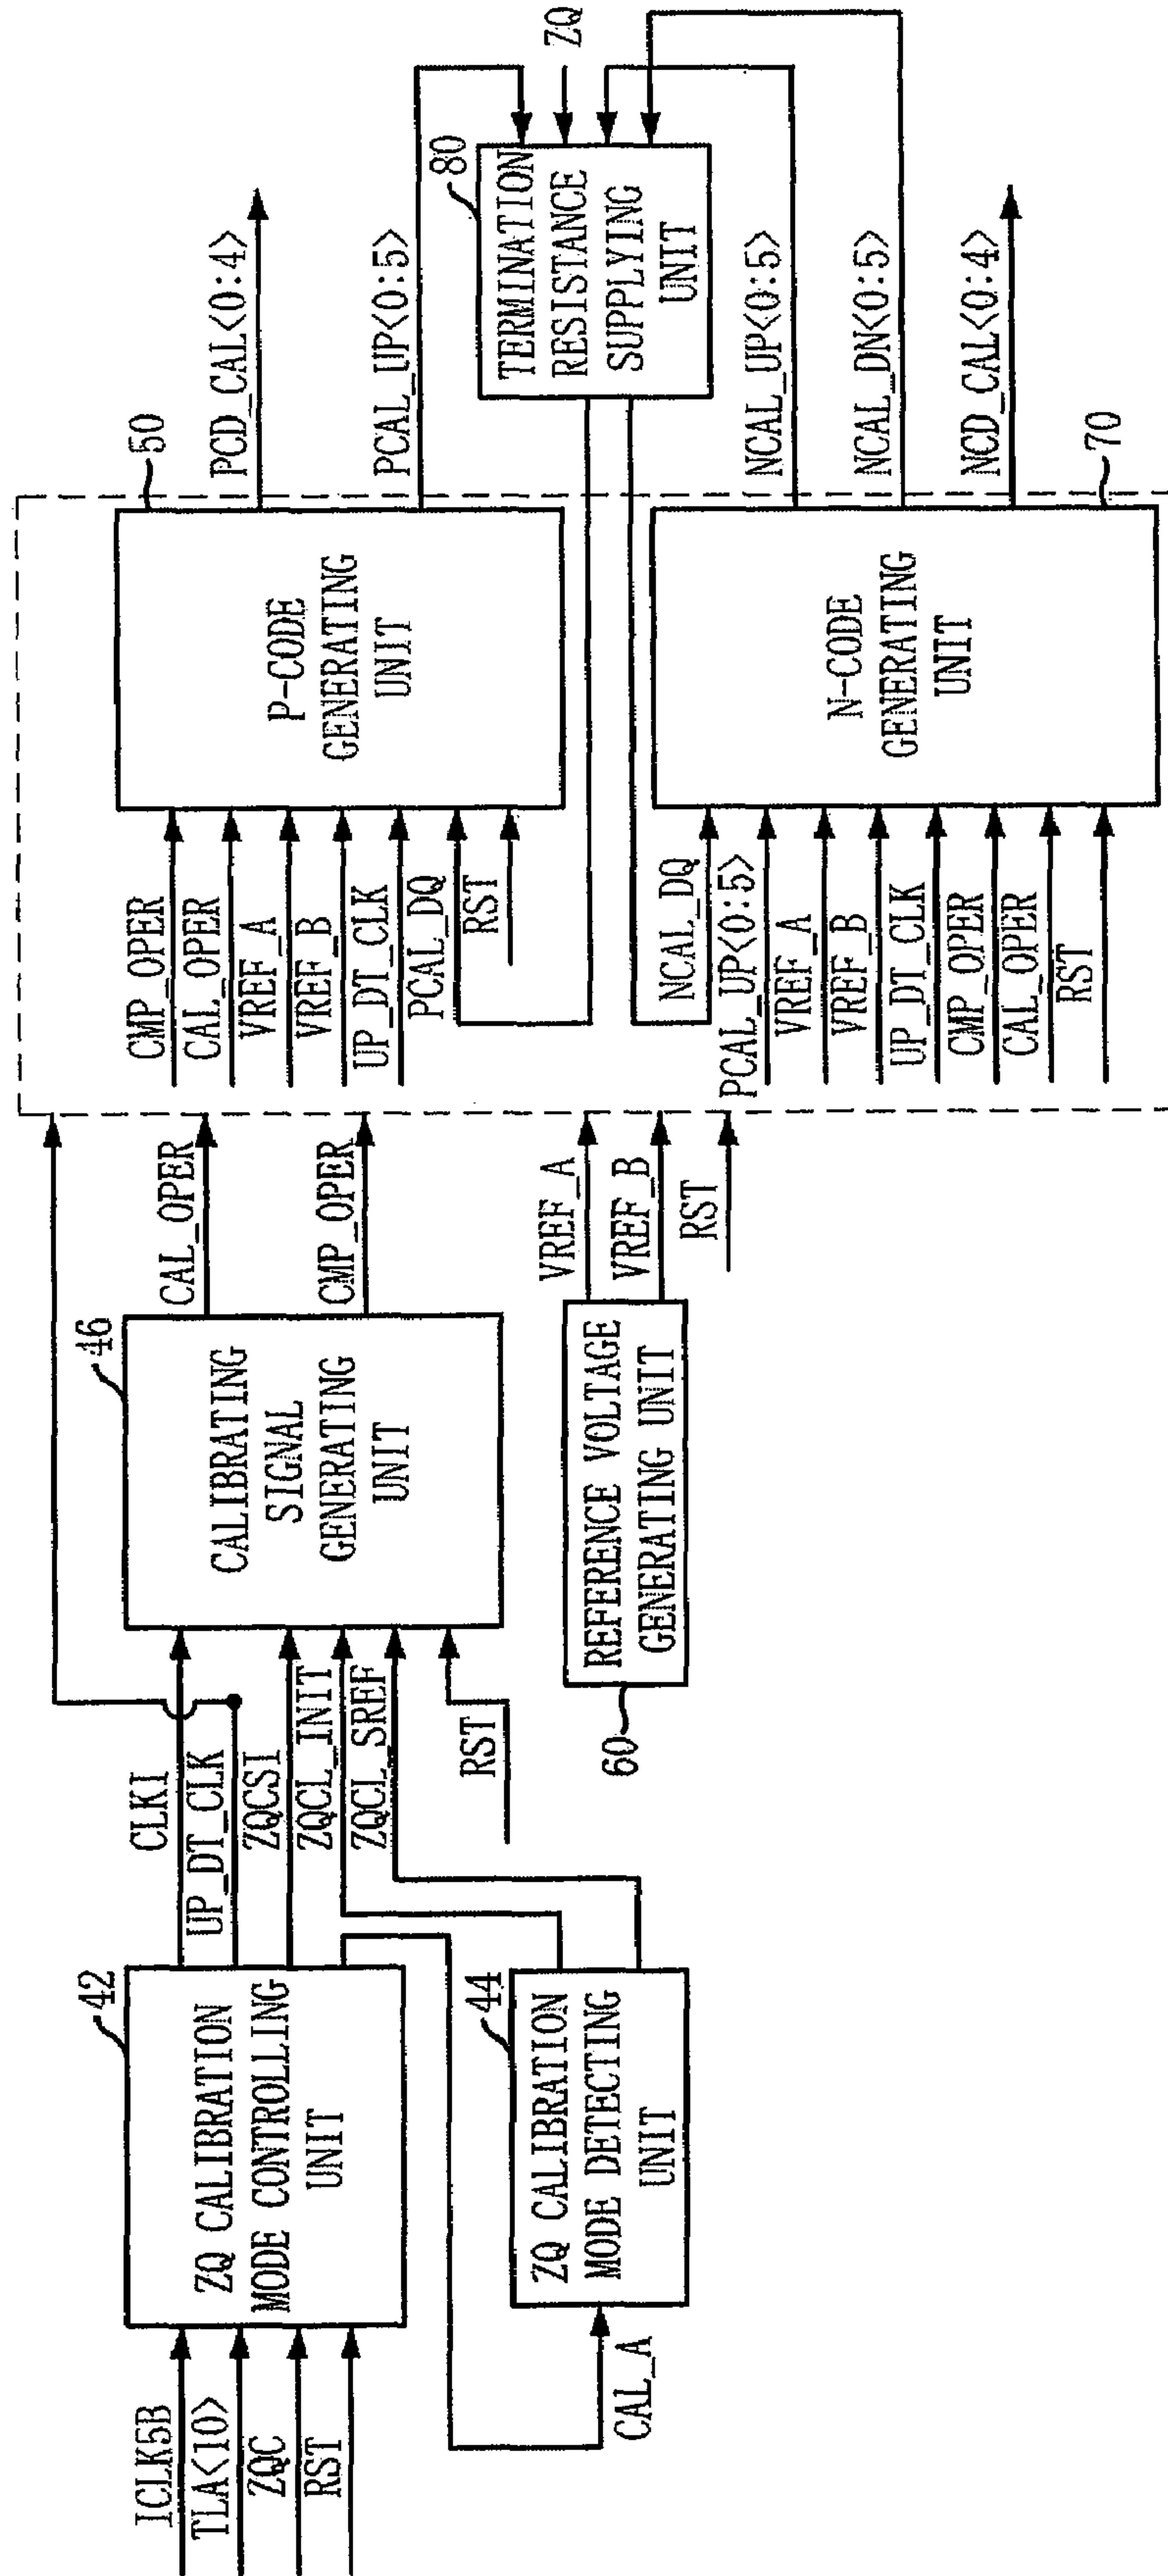 ICLK5B
TLA<10>
ZQC
RST
42
ZQ CALIBRATION
MODE CONTROLLING
UNIT
CLKI
UP_DT_CLK
ZQCSI
ZQCL_INIT
ZQCL_SREF
RST
CAL_A
44
ZQ CALIBRATION
MODE DETECTING
UNIT
46
CALIBRATING
SIGNAL
GENERATING
UNIT
CAL_OPER
CMP_OPER
60
REFERENCE VOLTAGE
GENERATING UNIT
VREF_A
VREF_B
RST
CMP_OPER
CAL_OPER
VREF_A
VREF_B
UP_DT_CLK
PCAL_DQ
RST
50
P-CODE
GENERATING
UNIT
PCD_CAL<0:4>
PCAL_UP<0:5>
NCAL_DQ
PCAL_UP<0:5>
VREF_A
VREF_B
UP_DT_CLK
CMP_OPER
CAL_OPER
RST
N-CODE
GENERATING
UNIT
70
80
TERMINATION
RESISTANCE
SUPPLYING
UNIT
ZQ
NCAL_UP<0:5>
NCAL_DN<0:5>
NCD_CAL<0:4>